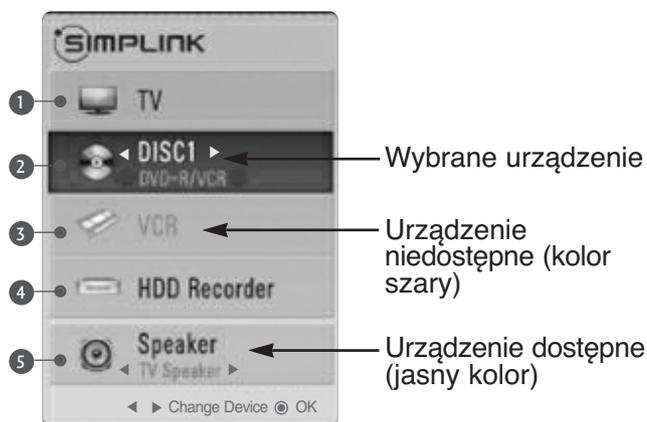 SIMPLINK
1 TV
2 ◀ DISC1 ▶
DVD-R/VCR
Wybrane urządzenie
3 VCR
Urządzenie
niedostępne (kolor
szary)
4 HDD Recorder
5 Speaker
◀ TV Speaker ▶
Urządzenie dostępne
(jasny kolor)
◀ ▶ Change Device ◉ OK